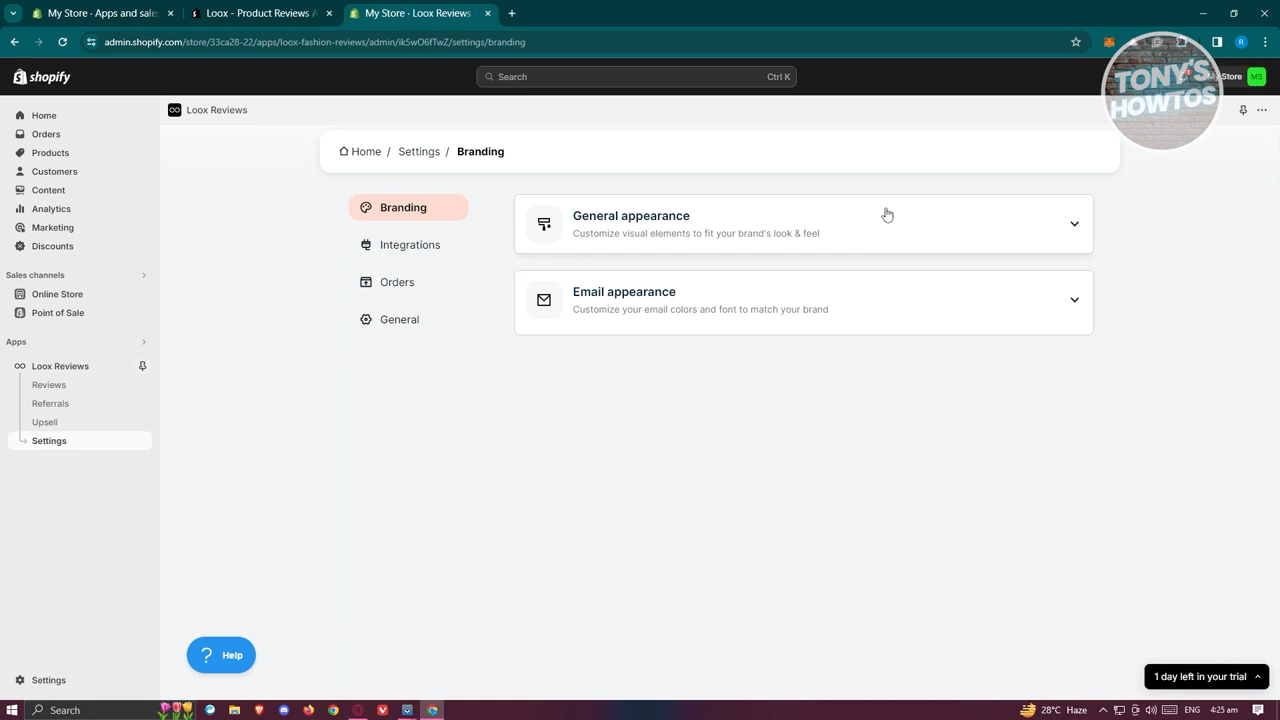 My Store · Apps and sale
Loox ‑ Product Reviews A
My Store · Loox Reviews
admin.shopify.com/store/33ca28-22/apps/loox-fashion-reviews/admin/ik5wO6fTwZ/settings/branding
R
shopify
Search
Ctrl K
My Store
MS
TONY'S
HOWTOS
Home
Orders
Products
Customers
Content
Analytics
Marketing
Discounts
Sales channels
Online Store
Point of Sale
Apps
Loox Reviews
Reviews
Referrals
Upsell
Settings
Settings
Loox Reviews
Home / Settings / Branding
Branding
Integrations
Orders
General
General appearance
Customize visual elements to fit your brand's look & feel
Email appearance
Customize your email colors and font to match your brand
? Help
1 day left in your trial
Search
28°C Haze
4:25 am